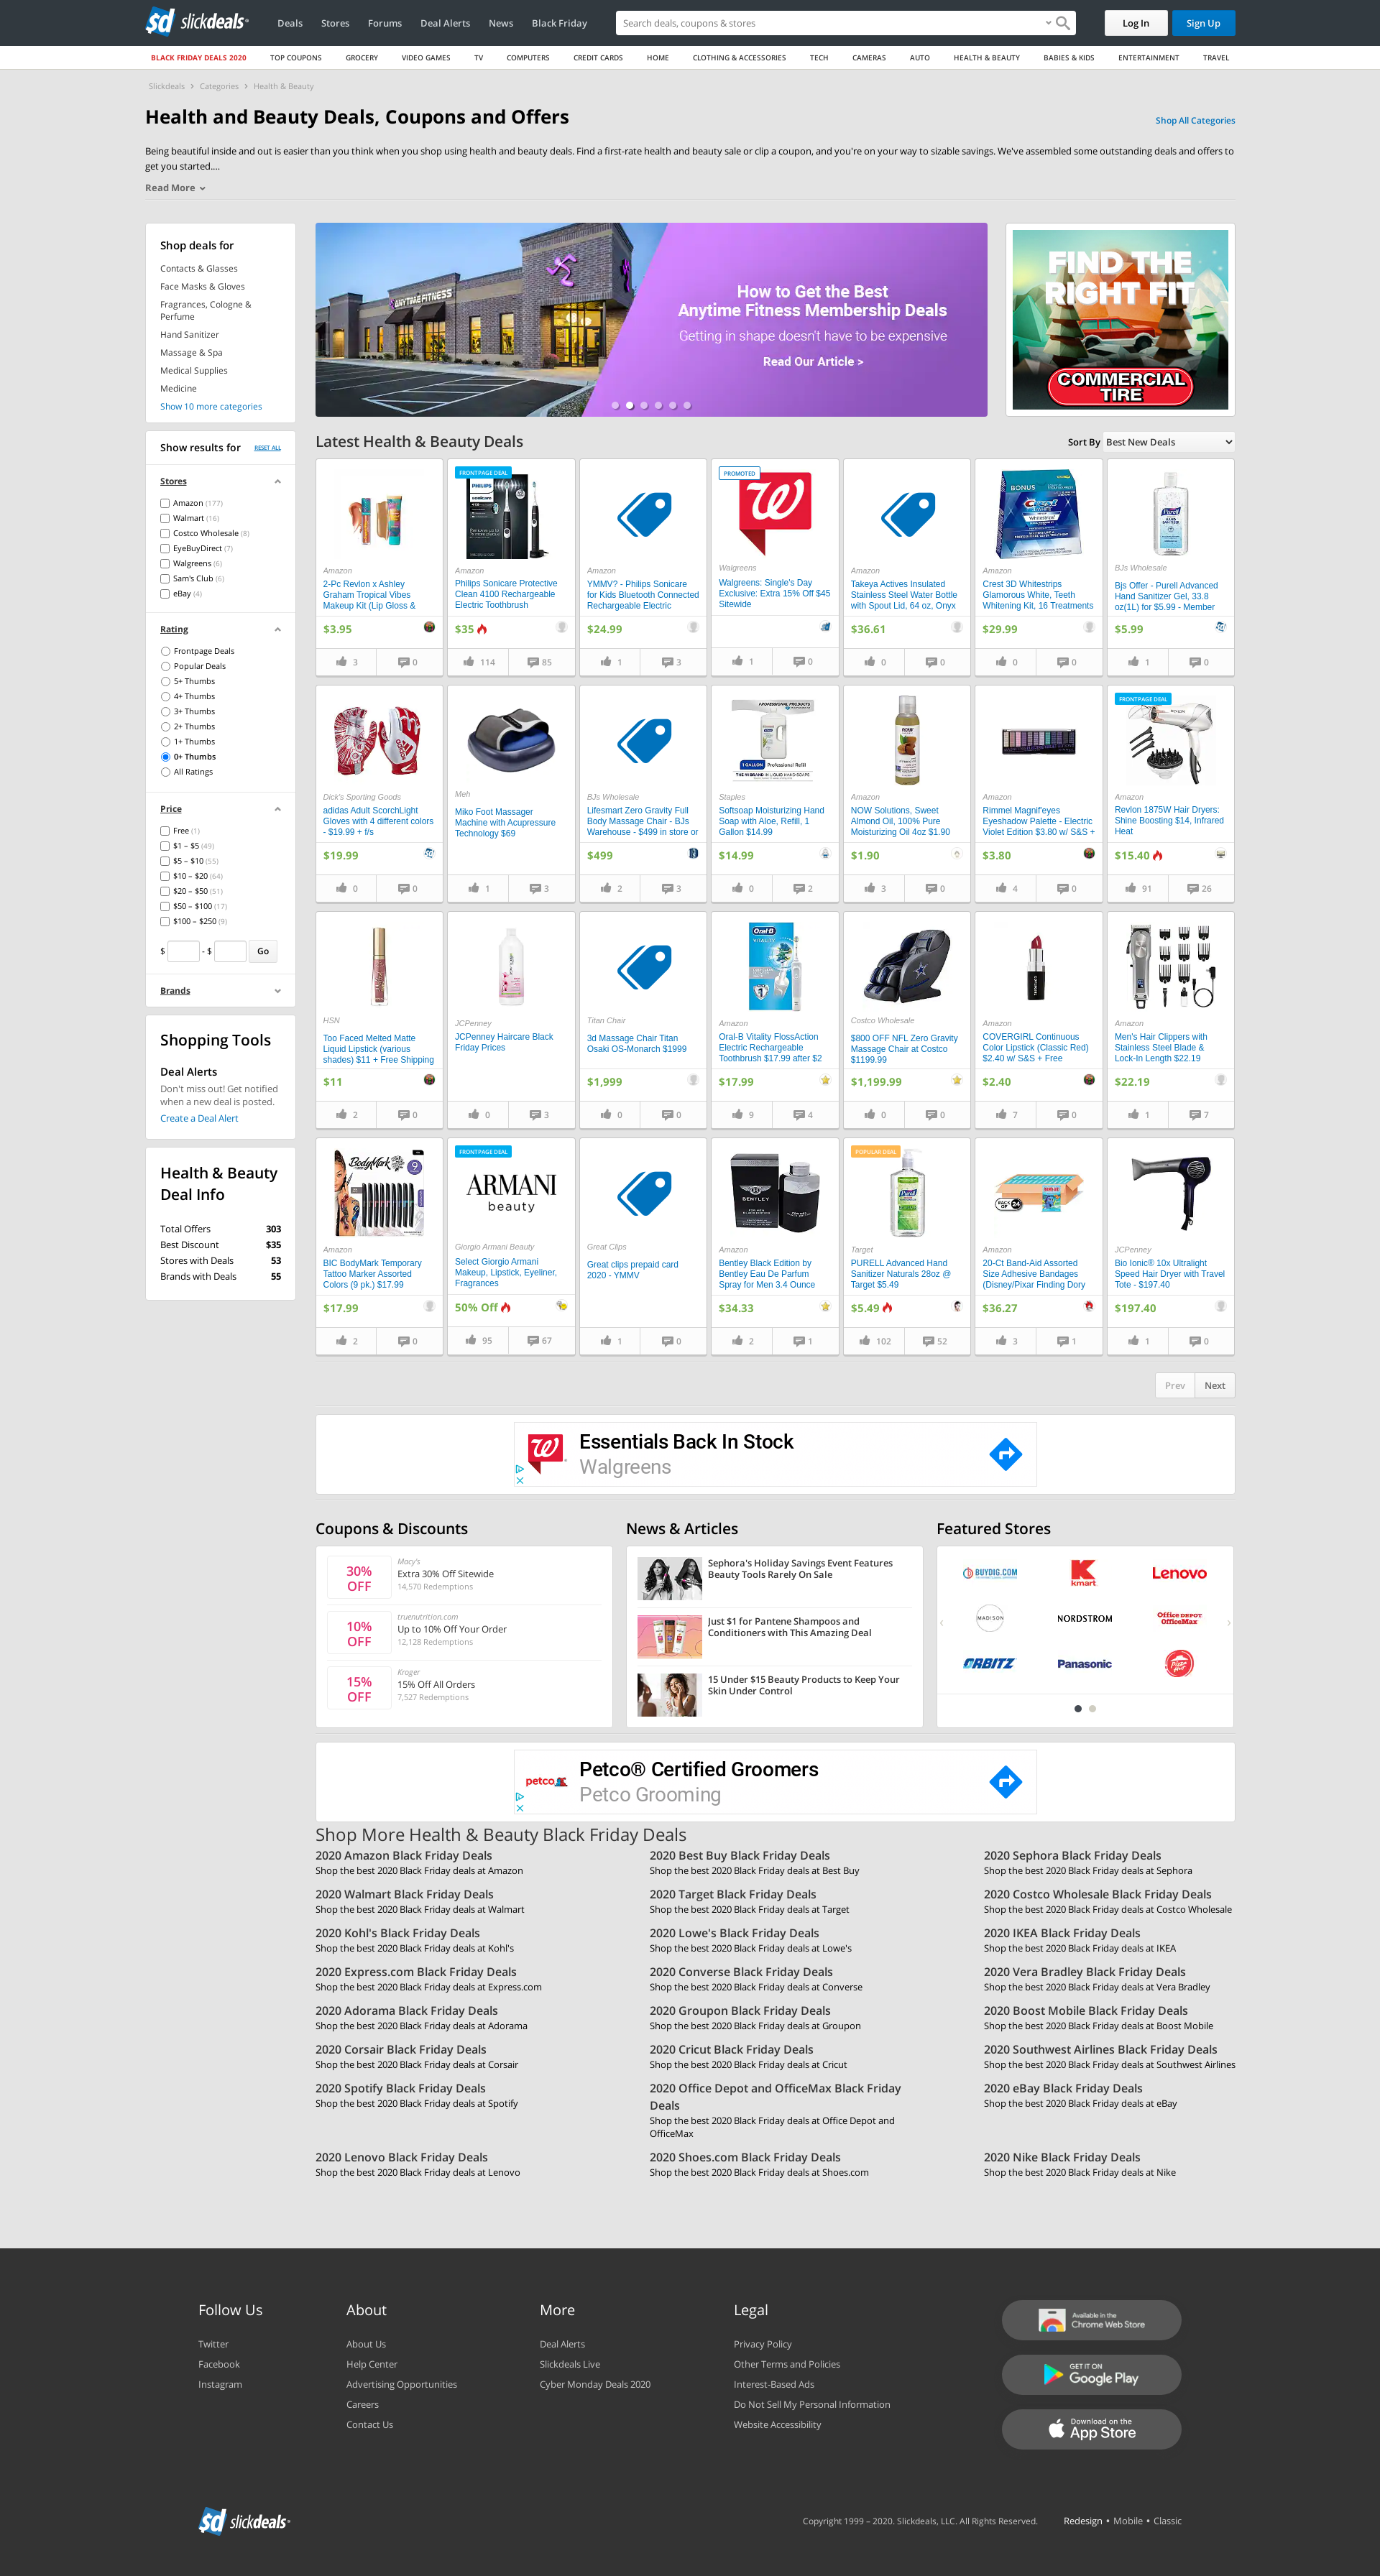 slickdeals
Deals Stores Forums Deal Alerts News Black Friday
Search deals, coupons & stores
Log In Sign Up
BLACK FRIDAY DEALS 2020 TOP COUPONS GROCERY VIDEO GAMES TV COMPUTERS CREDIT CARDS HOME CLOTHING & ACCESSORIES TECH CAMERAS AUTO HEALTH & BEAUTY BABIES & KIDS ENTERTAINMENT TRAVEL
Slickdeals > Categories > Health & Beauty
Health and Beauty Deals, Coupons and Offers
Shop All Categories
Being beautiful inside and out is easier than you think when you shop using health and beauty deals. Find a first-rate health and beauty sale or clip a coupon, and you're on your way to sizable savings. We've assembled some outstanding deals and offers to
get you started....
Read More
Shop deals for
Contacts & Glasses
Face Masks & Gloves
Fragrances, Cologne &
Perfume
Hand Sanitizer
Massage & Spa
Medical Supplies
Medicine
Show 10 more categories
ANYTIME FITNESS
How to Get the Best
Anytime Fitness Membership Deals
Getting in shape doesn't have to be expensive
Read Our Article >
FIND THE
RIGHT FIT
COMMERCIAL
TIRE
Show results for RESET ALL
Stores
Amazon (177)
Walmart (16)
Costco Wholesale (8)
EyeBuyDirect (7)
Walgreens (6)
Sam's Club (6)
eBay (4)
Rating
Frontpage Deals
Popular Deals
5+ Thumbs
4+ Thumbs
3+ Thumbs
2+ Thumbs
1+ Thumbs
0+ Thumbs
All Ratings
Price
Free (1)
$1 – $5 (49)
$5 – $10 (55)
$10 – $20 (64)
$20 – $50 (51)
$50 – $100 (17)
$100 – $250 (9)
$ - $ Go
Brands
Shopping Tools
Deal Alerts
Don't miss out! Get notified
when a new deal is posted.
Create a Deal Alert
Health & Beauty
Deal Info
Total Offers 303
Best Discount $35
Stores with Deals 53
Brands with Deals 55
Latest Health & Beauty Deals
Sort By Best New Deals
Amazon
2-Pc Revlon x Ashley
Graham Tropical Vibes
Makeup Kit (Lip Gloss &
$3.95
3 0
FRONTPAGE DEAL
PHILIPS
sonicare
Amazon
Philips Sonicare Protective
Clean 4100 Rechargeable
Electric Toothbrush
$35
114 85
Amazon
YMMV? - Philips Sonicare
for Kids Bluetooth Connected
Rechargeable Electric
$24.99
1 3
PROMOTED
Walgreens
Walgreens: Single's Day
Exclusive: Extra 15% Off $45
Sitewide
1 0
Amazon
Takeya Actives Insulated
Stainless Steel Water Bottle
with Spout Lid, 64 oz, Onyx
$36.61
0 0
BONUS
Crest
Amazon
Crest 3D Whitestrips
Glamorous White, Teeth
Whitening Kit, 16 Treatments
$29.99
0 0
PURELL
BJs Wholesale
Bjs Offer - Purell Advanced
Hand Sanitizer Gel, 33.8
oz(1L) for $5.99 - Member
$5.99
1 0
Dick's Sporting Goods
adidas Adult ScorchLight
Gloves with 4 different colors
- $19.99 + f/s
$19.99
0 0
Meh
Miko Foot Massager
Machine with Acupressure
Technology $69
1 3
BJs Wholesale
Lifesmart Zero Gravity Full
Body Massage Chair - BJs
Warehouse - $499 in store or
$499
2 3
PROFESSIONAL PRODUCTS
1 GALLON Professional Refill
Staples
Softsoap Moisturizing Hand
Soap with Aloe, Refill, 1
Gallon $14.99
$14.99
0 2
NOW
Amazon
NOW Solutions, Sweet
Almond Oil, 100% Pure
Moisturizing Oil 4oz $1.90
$1.90
3 0
Amazon
Rimmel Magnif'eyes
Eyeshadow Palette - Electric
Violet Edition $3.80 w/ S&S +
$3.80
4 0
FRONTPAGE DEAL
REVLON
Amazon
Revlon 1875W Hair Dryers:
Shine Boosting $14, Infrared
Heat
$15.40
91 26
HSN
Too Faced Melted Matte
Liquid Lipstick (various
shades) $11 + Free Shipping
$11
2 0
JCPenney
JCPenney Haircare Black
Friday Prices
0 3
Titan Chair
3d Massage Chair Titan
Osaki OS-Monarch $1999
$1,999
0 0
Oral-B
VITALITY
Amazon
Oral-B Vitality FlossAction
Electric Rechargeable
Toothbrush $17.99 after $2
$17.99
9 4
Costco Wholesale
$800 OFF NFL Zero Gravity
Massage Chair at Costco
$1199.99
$1,199.99
0 0
COVERGIRL
Amazon
COVERGIRL Continuous
Color Lipstick (Classic Red)
$2.40 w/ S&S + Free
$2.40
7 0
Amazon
Men's Hair Clippers with
Stainless Steel Blade &
Lock-In Length $22.19
$22.19
1 7
BodyMark
9
Amazon
BIC BodyMark Temporary
Tattoo Marker Assorted
Colors (9 pk.) $17.99
$17.99
2 0
FRONTPAGE DEAL
ARMANI
beauty
Giorgio Armani Beauty
Select Giorgio Armani
Makeup, Lipstick, Eyeliner,
Fragrances
50% Off
95 67
Great Clips
Great clips prepaid card
2020 - YMMV
1 0
BENTLEY
Amazon
Bentley Black Edition by
Bentley Eau De Parfum
Spray for Men 3.4 Ounce
$34.33
2 1
POPULAR DEAL
PURELL
Target
PURELL Advanced Hand
Sanitizer Naturals 28oz @
Target $5.49
$5.49
102 52
PACK OF 24
Amazon
20-Ct Band-Aid Assorted
Size Adhesive Bandages
(Disney/Pixar Finding Dory
$36.27
3 1
JCPenney
Bio Ionic® 10x Ultralight
Speed Hair Dryer with Travel
Tote - $197.40
$197.40
1 0
Prev Next
Essentials Back In Stock
Walgreens
Coupons & Discounts
30%
OFF
Macy's
Extra 30% Off Sitewide
14,570 Redemptions
10%
OFF
truenutrition.com
Up to 10% Off Your Order
12,128 Redemptions
15%
OFF
Kroger
15% Off All Orders
7,527 Redemptions
News & Articles
Sephora's Holiday Savings Event Features
Beauty Tools Rarely On Sale
Just $1 for Pantene Shampoos and
Conditioners with This Amazing Deal
15 Under $15 Beauty Products to Keep Your
Skin Under Control
Featured Stores
BUYDIG.COM kmart Lenovo
MADISON NORDSTROM Office DEPOT
OfficeMax
ORBITZ Panasonic Pizza Hut
petco
Petco® Certified Groomers
Petco Grooming
Shop More Health & Beauty Black Friday Deals
2020 Amazon Black Friday Deals 2020 Best Buy Black Friday Deals 2020 Sephora Black Friday Deals
Shop the best 2020 Black Friday deals at Amazon Shop the best 2020 Black Friday deals at Best Buy Shop the best 2020 Black Friday deals at Sephora
2020 Walmart Black Friday Deals 2020 Target Black Friday Deals 2020 Costco Wholesale Black Friday Deals
Shop the best 2020 Black Friday deals at Walmart Shop the best 2020 Black Friday deals at Target Shop the best 2020 Black Friday deals at Costco Wholesale
2020 Kohl's Black Friday Deals 2020 Lowe's Black Friday Deals 2020 IKEA Black Friday Deals
Shop the best 2020 Black Friday deals at Kohl's Shop the best 2020 Black Friday deals at Lowe's Shop the best 2020 Black Friday deals at IKEA
2020 Express.com Black Friday Deals 2020 Converse Black Friday Deals 2020 Vera Bradley Black Friday Deals
Shop the best 2020 Black Friday deals at Express.com Shop the best 2020 Black Friday deals at Converse Shop the best 2020 Black Friday deals at Vera Bradley
2020 Adorama Black Friday Deals 2020 Groupon Black Friday Deals 2020 Boost Mobile Black Friday Deals
Shop the best 2020 Black Friday deals at Adorama Shop the best 2020 Black Friday deals at Groupon Shop the best 2020 Black Friday deals at Boost Mobile
2020 Corsair Black Friday Deals 2020 Cricut Black Friday Deals 2020 Southwest Airlines Black Friday Deals
Shop the best 2020 Black Friday deals at Corsair Shop the best 2020 Black Friday deals at Cricut Shop the best 2020 Black Friday deals at Southwest Airlines
2020 Spotify Black Friday Deals 2020 Office Depot and OfficeMax Black Friday
Deals 2020 eBay Black Friday Deals
Shop the best 2020 Black Friday deals at Spotify Shop the best 2020 Black Friday deals at Office Depot and
OfficeMax Shop the best 2020 Black Friday deals at eBay
2020 Lenovo Black Friday Deals 2020 Shoes.com Black Friday Deals 2020 Nike Black Friday Deals
Shop the best 2020 Black Friday deals at Lenovo Shop the best 2020 Black Friday deals at Shoes.com Shop the best 2020 Black Friday deals at Nike
Follow Us
Twitter
Facebook
Instagram
About
About Us
Help Center
Advertising Opportunities
Careers
Contact Us
More
Deal Alerts
Slickdeals Live
Cyber Monday Deals 2020
Legal
Privacy Policy
Other Terms and Policies
Interest-Based Ads
Do Not Sell My Personal Information
Website Accessibility
Available in the
Chrome Web Store
GET IT ON
Google Play
Download on the
App Store
slickdeals
Copyright 1999 – 2020. Slickdeals, LLC. All Rights Reserved. Redesign • Mobile • Classic